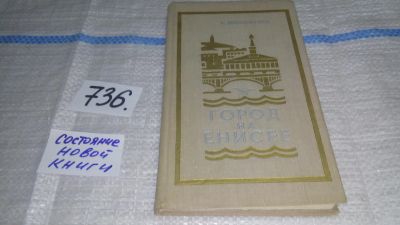 736.
СОСТОЯНИЕ
НОВОЙ
КНИГИ
ГОРОД
НА
ЕНИСЕЕ